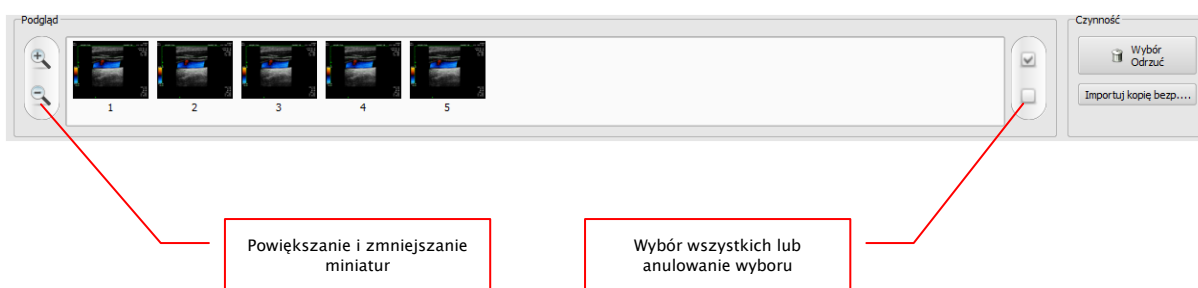 Podgląd
1 2 3 4 5
Czynność
Wybór
Odrzuć
Importuj kopię bezp....
Powiększanie i zmniejszanie
miniatur
Wybór wszystkich lub
anulowanie wyboru